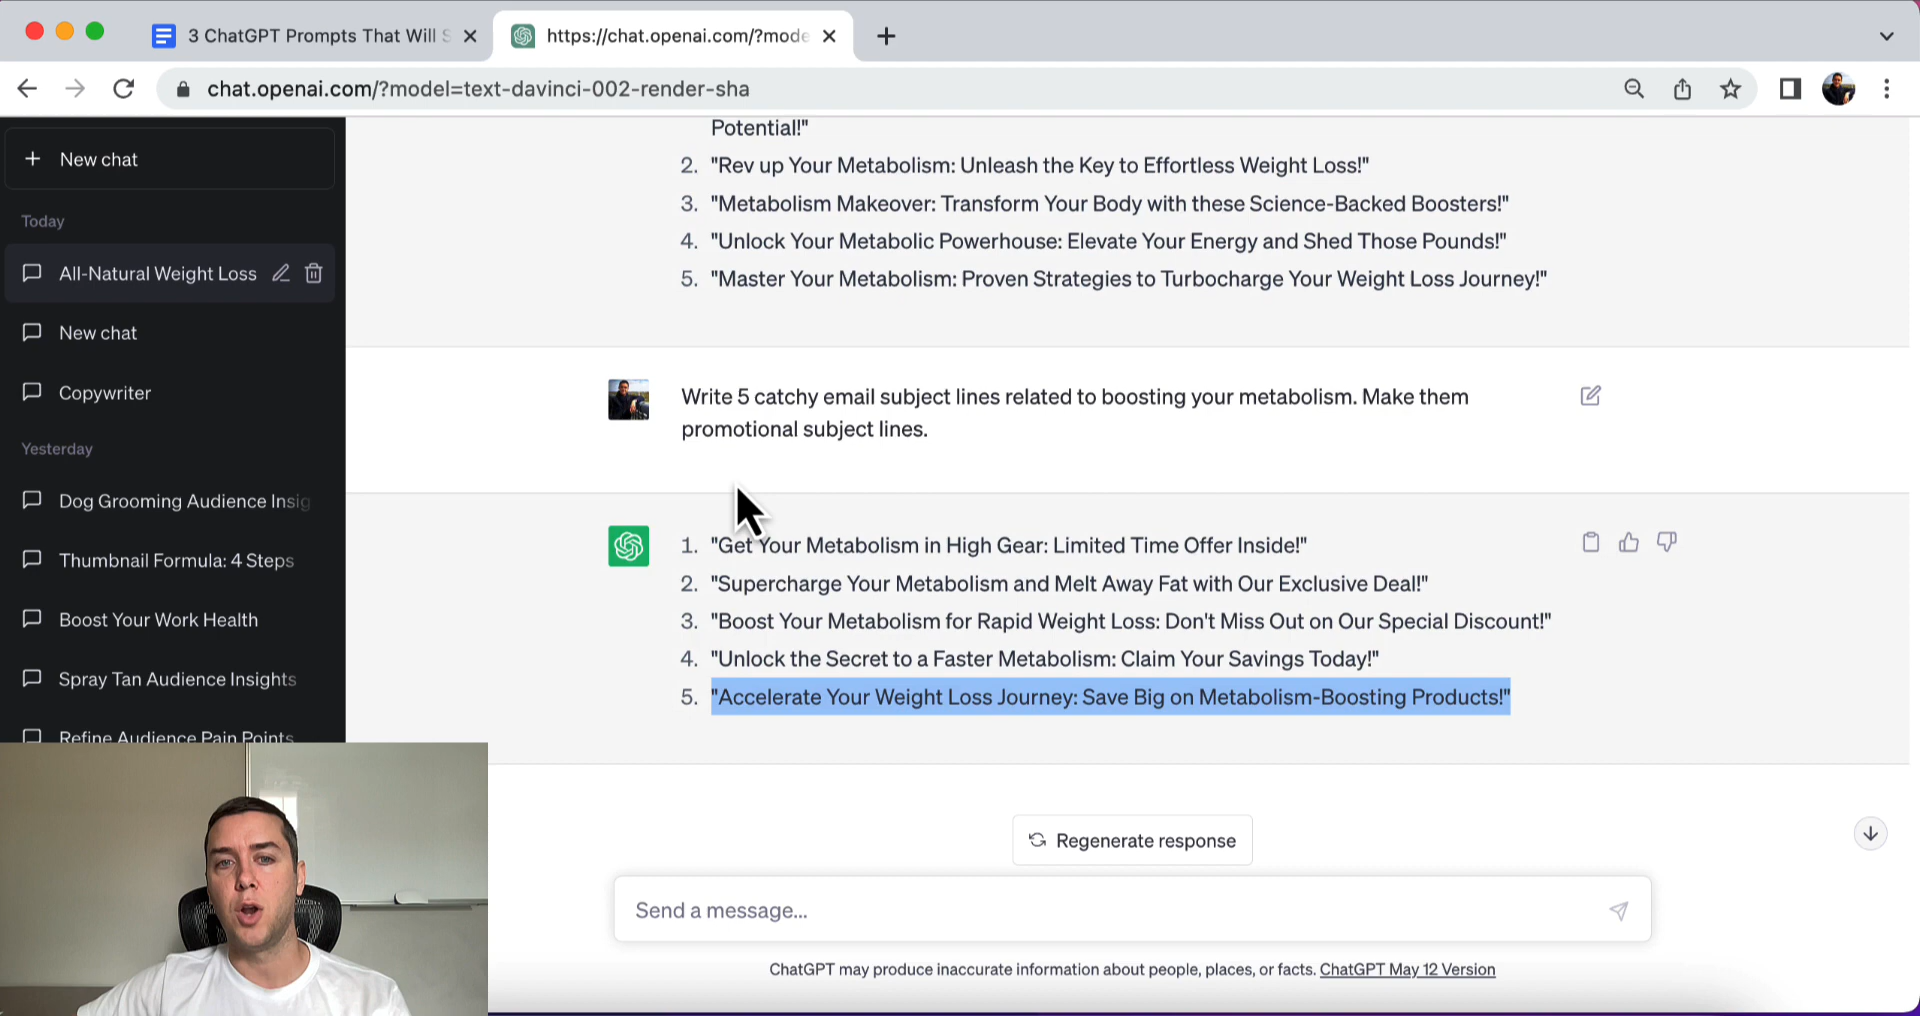 3 ChatGPT Prompts That Will S
https://chat.openai.com/?mode
chat.openai.com/?model=text-davinci-002-render-sha
New chat
Today
All-Natural Weight Loss
New chat
Copywriter
Yesterday
Dog Grooming Audience Insig
Thumbnail Formula: 4 Steps
Boost Your Work Health
Spray Tan Audience Insights
Refine Audience Pain Points
Potential!"
2. "Rev up Your Metabolism: Unleash the Key to Effortless Weight Loss!"
3. "Metabolism Makeover: Transform Your Body with these Science-Backed Boosters!"
4. "Unlock Your Metabolic Powerhouse: Elevate Your Energy and Shed Those Pounds!"
5. "Master Your Metabolism: Proven Strategies to Turbocharge Your Weight Loss Journey!"
Write 5 catchy email subject lines related to boosting your metabolism. Make them
promotional subject lines.
1. "Get Your Metabolism in High Gear: Limited Time Offer Inside!"
2. "Supercharge Your Metabolism and Melt Away Fat with Our Exclusive Deal!"
3. "Boost Your Metabolism for Rapid Weight Loss: Don't Miss Out on Our Special Discount!"
4. "Unlock the Secret to a Faster Metabolism: Claim Your Savings Today!"
5. "Accelerate Your Weight Loss Journey: Save Big on Metabolism-Boosting Products!"
Regenerate response
Send a message...
ChatGPT may produce inaccurate information about people, places, or facts. ChatGPT May 12 Version